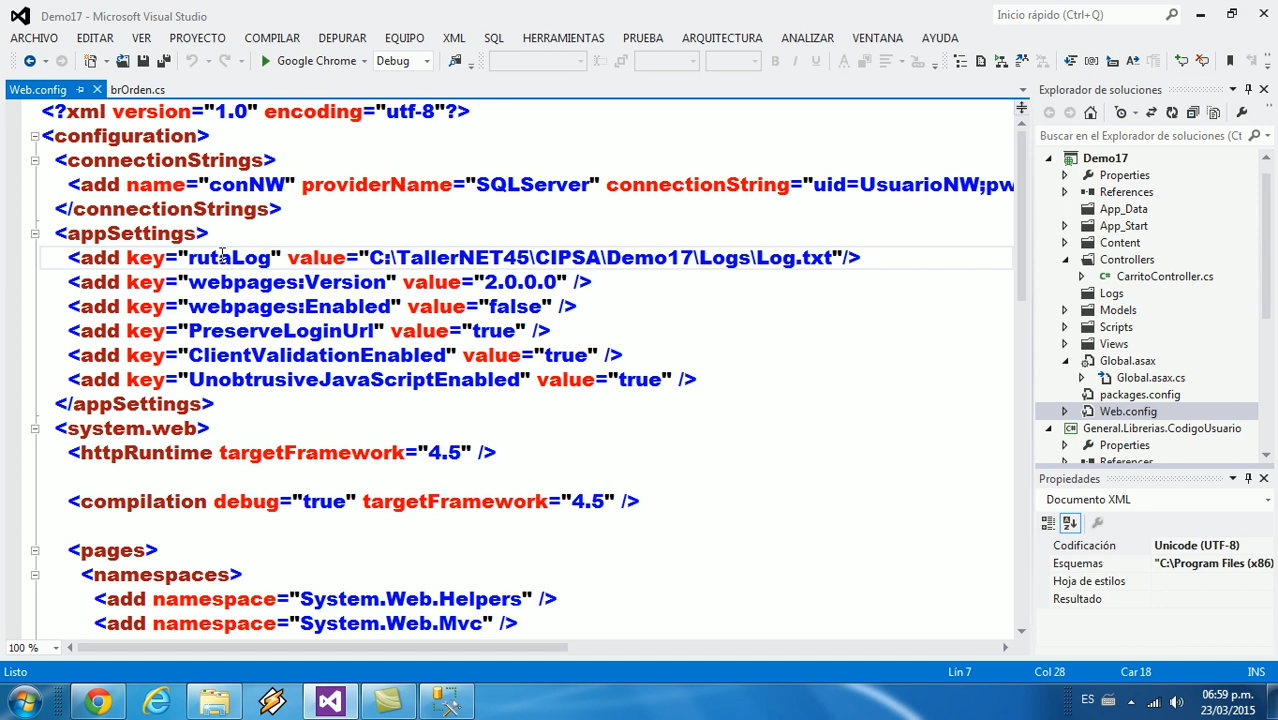 Demo17 - Microsoft Visual Studio
Inicio rápido (Ctrl+Q)
ARCHIVO EDITAR VER PROYECTO COMPILAR DEPURAR EQUIPO XML SQL HERRAMIENTAS PRUEBA ARQUITECTURA ANALIZAR VENTANA AYUDA
Google Chrome Debug
Web.config brOrden.cs
<?xml version="1.0" encoding="utf-8"?>
<configuration>
<connectionStrings>
<add name="conNW" providerName="SQLServer" connectionString="uid=UsuarioNW;pw
</connectionStrings>
<appSettings>
<add key="rutaLog" value="C:\TallerNET45\CIPSA\Demo17\Logs\Log.txt"/>
<add key="webpages:Version" value="2.0.0.0" />
<add key="webpages:Enabled" value="false" />
<add key="PreserveLoginUrl" value="true" />
<add key="ClientValidationEnabled" value="true" />
<add key="UnobtrusiveJavaScriptEnabled" value="true" />
</appSettings>
<system.web>
<httpRuntime targetFramework="4.5" />
<compilation debug="true" targetFramework="4.5" />
<pages>
<namespaces>
<add namespace="System.Web.Helpers" />
<add namespace="System.Web.Mvc" />
100 %
Explorador de soluciones
Buscar en el Explorador de soluciones (Ct
Demo17
Properties
References
App_Data
App_Start
Content
Controllers
CarritoController.cs
Logs
Models
Scripts
Views
Global.asax
Global.asax.cs
packages.config
Web.config
General.Librerias.CodigoUsuario
Properties
References
Propiedades
Documento XML
Codificación Unicode (UTF-8)
Esquemas "C:\Program Files (x86)
Hoja de estilos
Resultado
Listo Lín 7 Col 28 Car 18 INS
ES 06:59 p.m.
23/03/2015